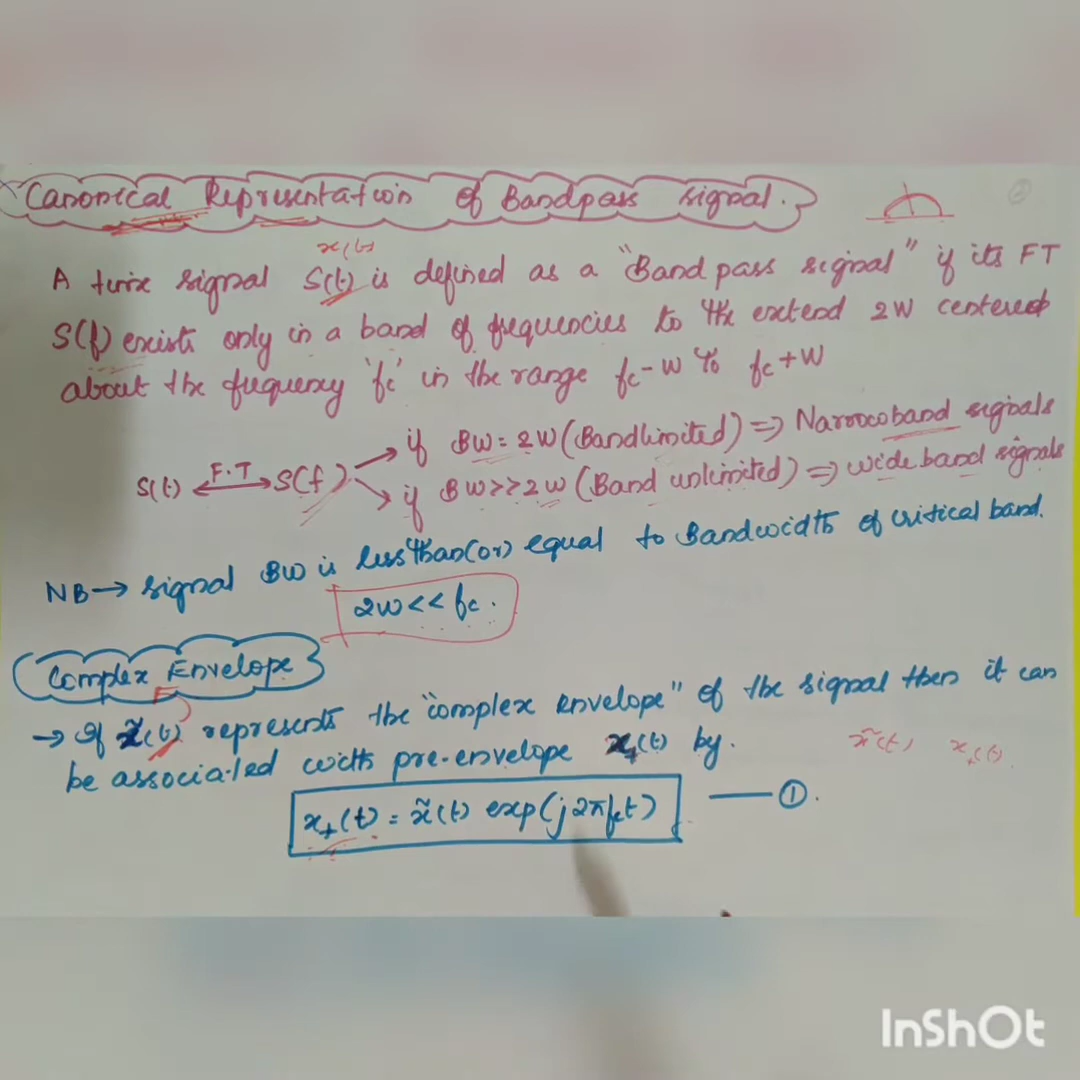 Canonical Representation of Bandpass signal.
x(t)
A time signal S(t) is defined as a "Band pass signal" if its FT
S(f) exists only in a band of frequencies to the extend 2W centered
about the frequency 'fc' in the range fc-W to fc+W
S(t) F.T S(f) if BW = 2W (Bandlimited) => Narrowband signals
if BW>>2W (Band unlimited) => wide band signals
NB → signal BW is less than (or) equal to Bandwidth of critical band.
2W << fc.
Complex Envelope
→ If x̃(t) represents the "complex envelope" of the signal then it can
be associated with pre-envelope x+(t) by. x̃(t) x+(t).
x+(t) = x̃(t) exp(j2πfct) —— ①.
InShOt